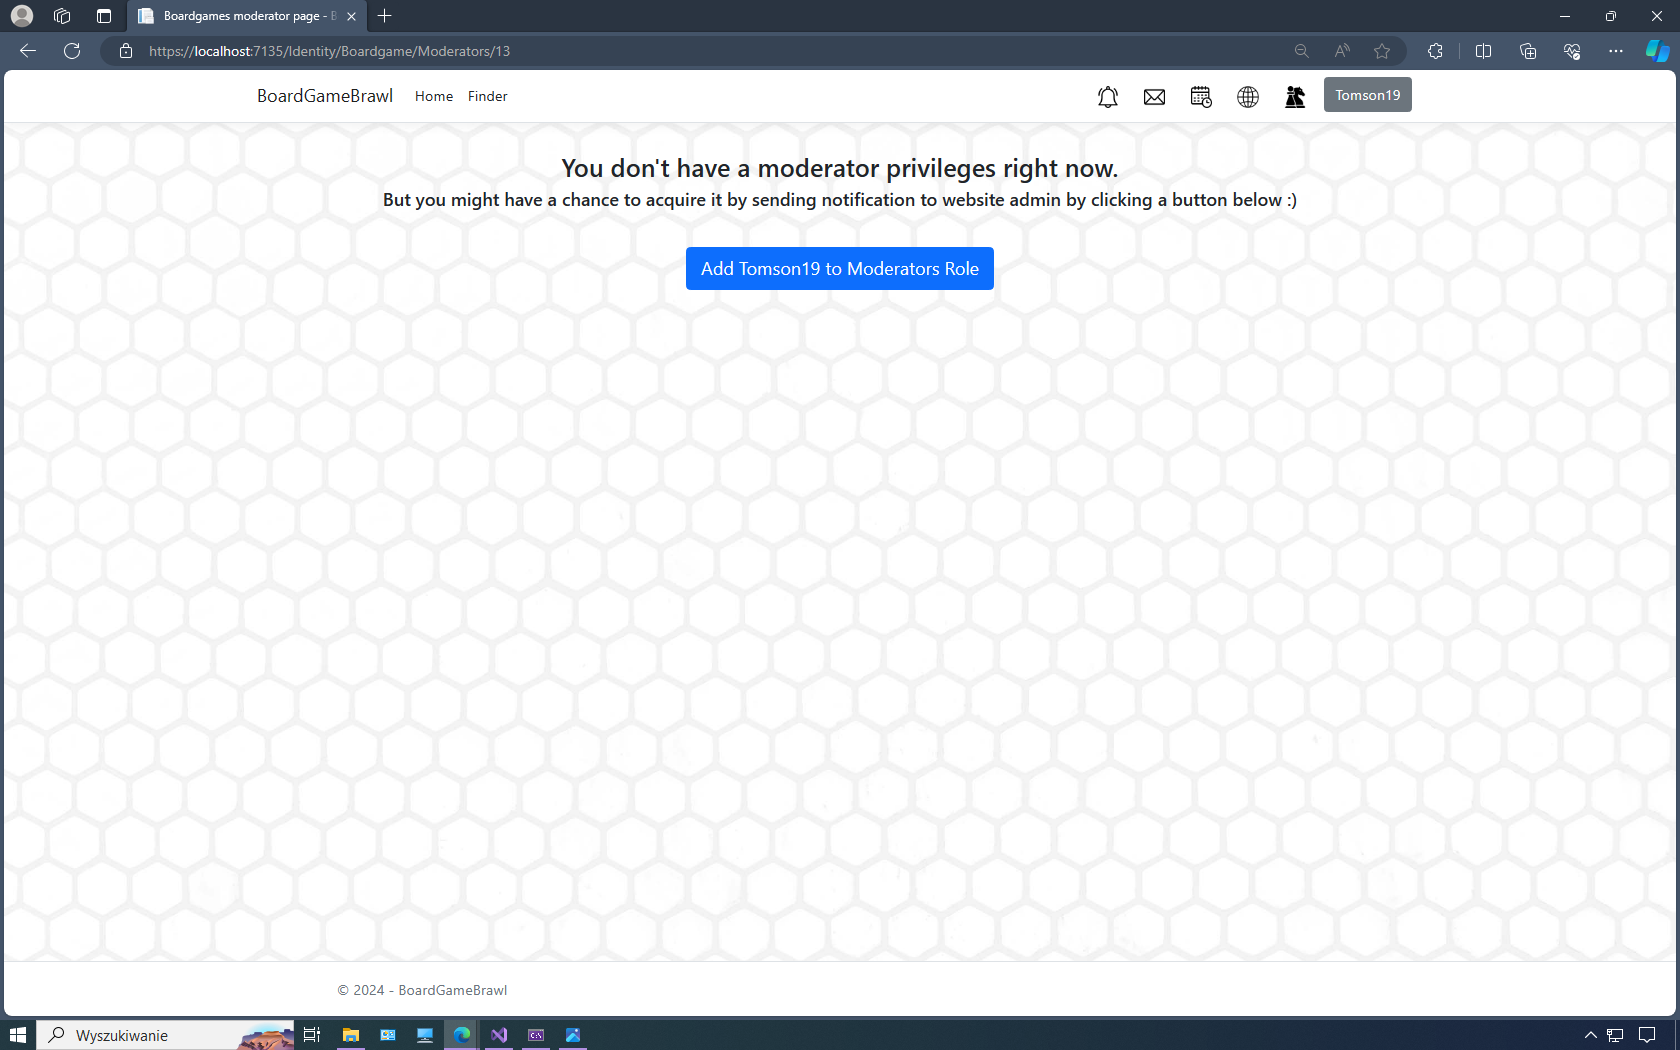 Boardgames moderator page - B
https://localhost:7135/Identity/Boardgame/Moderators/13
BoardGameBrawl Home Finder Tomson19
You don't have a moderator privileges right now.
But you might have a chance to acquire it by sending notification to website admin by clicking a button below :)
Add Tomson19 to Moderators Role
© 2024 - BoardGameBrawl
Wyszukiwanie